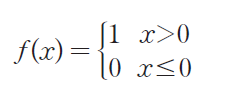 f(x) = {1 x>0
0 x≤0